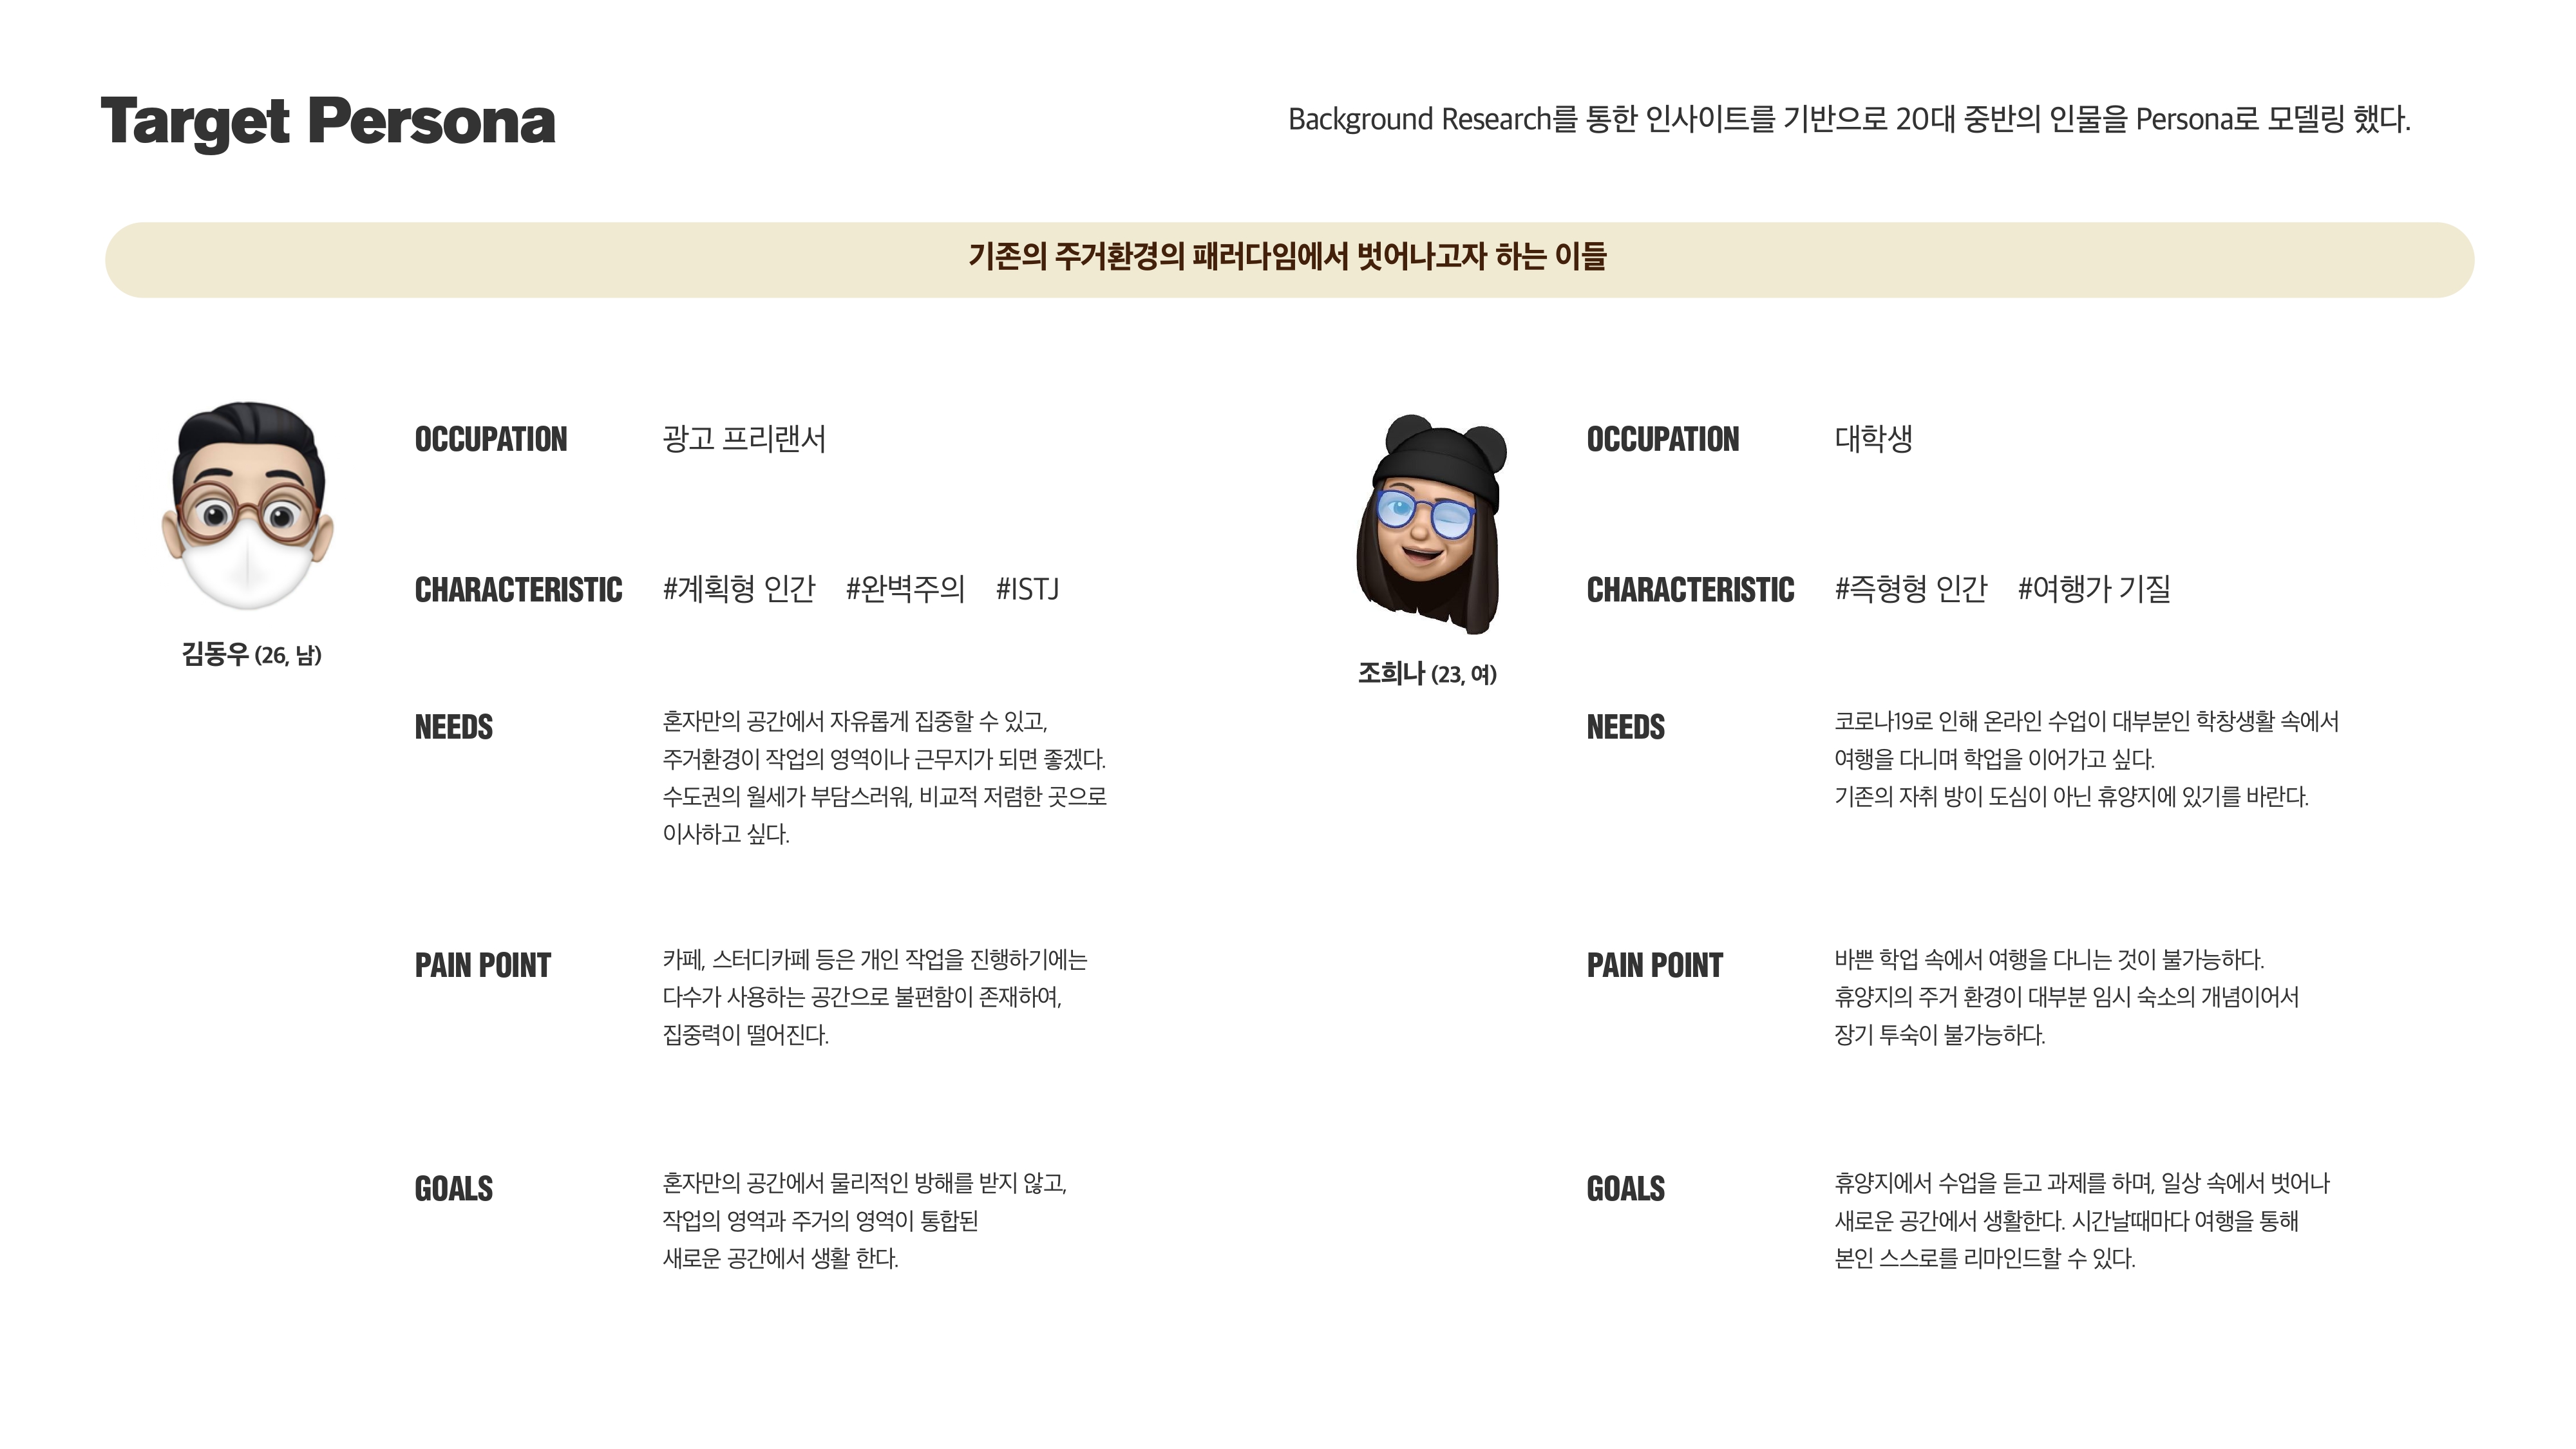 Target Persona
Background Research를 통한 인사이트를 기반으로 20대 중반의 인물을 Persona로 모델링 했다.
기존의 주거환경의 패러다임에서 벗어나고자 하는 이들
김동우 (26, 남)
OCCUPATION 광고 프리랜서
CHARACTERISTIC #계획형 인간 #완벽주의 #ISTJ
NEEDS 혼자만의 공간에서 자유롭게 집중할 수 있고,
주거환경이 작업의 영역이나 근무지가 되면 좋겠다.
수도권의 월세가 부담스러워, 비교적 저렴한 곳으로
이사하고 싶다.
PAIN POINT 카페, 스터디카페 등은 개인 작업을 진행하기에는
다수가 사용하는 공간으로 불편함이 존재하여,
집중력이 떨어진다.
GOALS 혼자만의 공간에서 물리적인 방해를 받지 않고,
작업의 영역과 주거의 영역이 통합된
새로운 공간에서 생활 한다.
조희나 (23, 여)
OCCUPATION 대학생
CHARACTERISTIC #즉형형 인간 #여행가 기질
NEEDS 코로나19로 인해 온라인 수업이 대부분인 학창생활 속에서
여행을 다니며 학업을 이어가고 싶다.
기존의 자취 방이 도심이 아닌 휴양지에 있기를 바란다.
PAIN POINT 바쁜 학업 속에서 여행을 다니는 것이 불가능하다.
휴양지의 주거 환경이 대부분 임시 숙소의 개념이어서
장기 투숙이 불가능하다.
GOALS 휴양지에서 수업을 듣고 과제를 하며, 일상 속에서 벗어나
새로운 공간에서 생활한다. 시간날때마다 여행을 통해
본인 스스로를 리마인드할 수 있다.